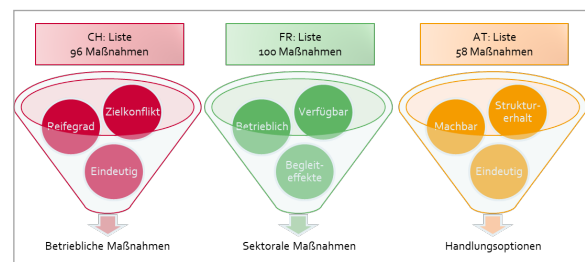 CH: Liste
96 Maßnahmen
FR: Liste
100 Maßnahmen
AT: Liste
58 Maßnahmen
Reifegrad
Zielkonflikt
Eindeutig
Betrieblich
Verfügbar
Begleit-
effekte
Machbar
Struktur-
erhalt
Eindeutig
Betriebliche Maßnahmen
Sektorale Maßnahmen
Handlungsoptionen